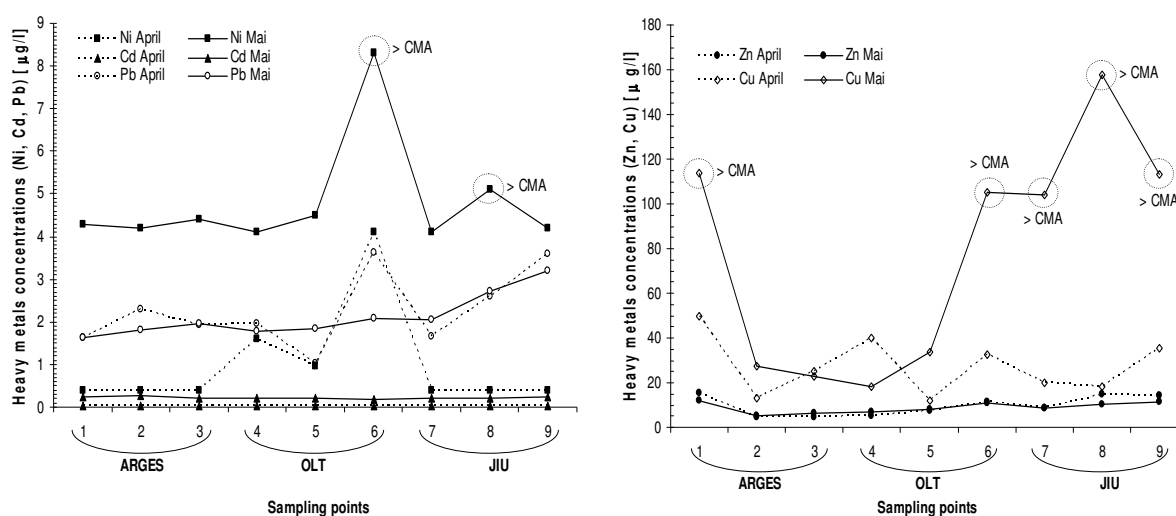 Heavy metals concentrations (Ni, Cd, Pb) [ µg/l]
9
8
7
6
5
4
3
2
1
0
Ni April Ni Mai
Cd April Cd Mai
Pb April Pb Mai
> CMA
> CMA
1 2 3 4 5 6 7 8 9
ARGES OLT JIU
Sampling points
Heavy metals concentrations (Zn, Cu) [ µ g/l]
180
160
140
120
100
80
60
40
20
0
Zn April Zn Mai
Cu April Cu Mai
> CMA
> CMA
> CMA
> CMA
> CMA
1 2 3 4 5 6 7 8 9
ARGES OLT JIU
Sampling points